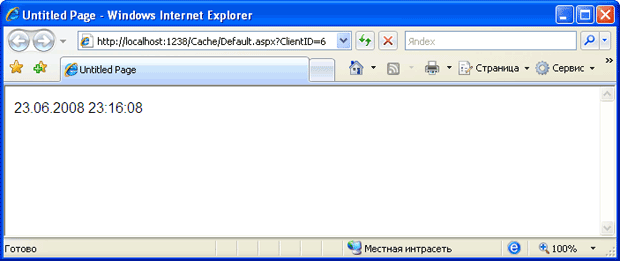 Untitled Page - Windows Internet Explorer
http://localhost:1238/Cache/Default.aspx?ClientID=6
Яndex
Untitled Page
Страница
Сервис
»
23.06.2008 23:16:08
Готово
Местная интрасеть
100%